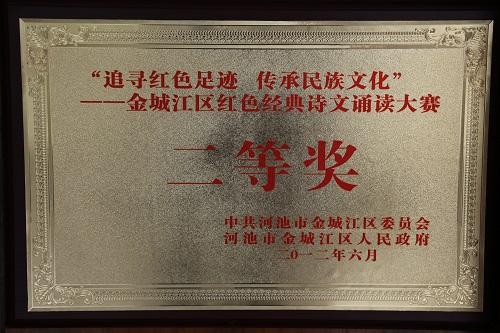 “追寻红色足迹 传承民族文化”
——金城江区红色经典诗文诵读大赛
二等奖
中共河池市金城江区委员会
河池市金城江区人民政府
二〇一二年六月